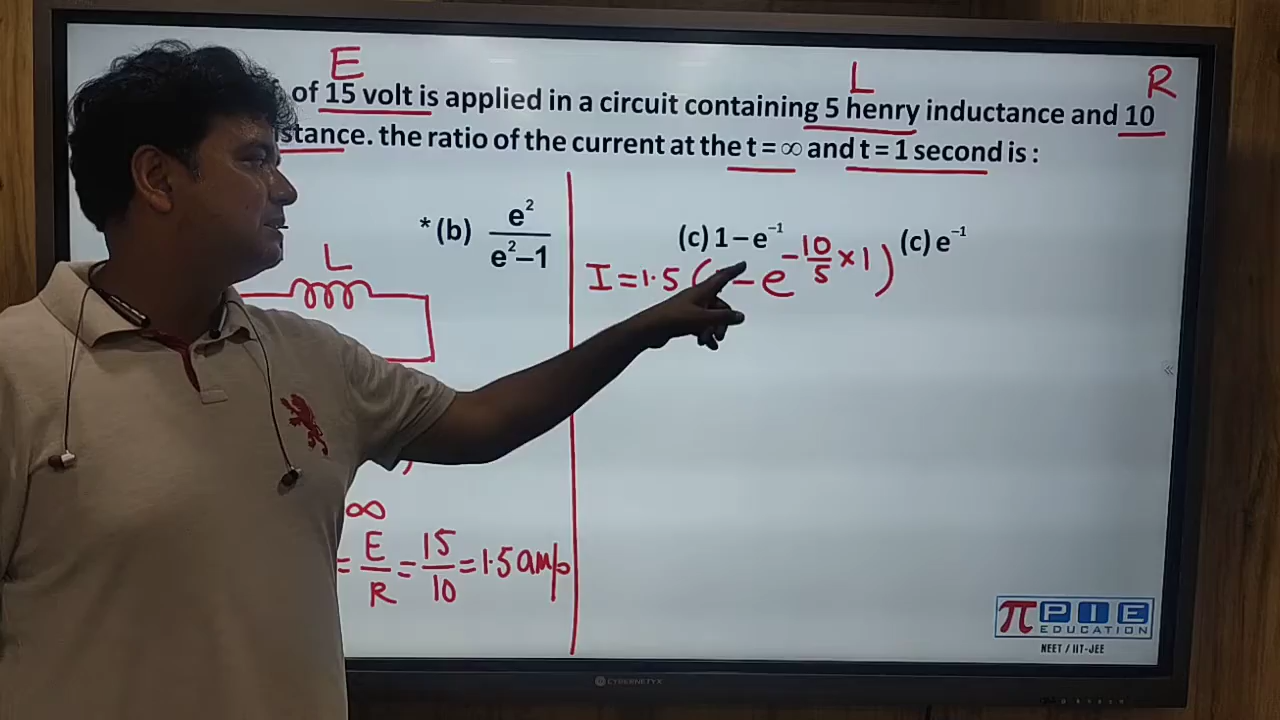 E L R
of 15 volt is applied in a circuit containing 5 henry inductance and 10
istance. the ratio of the current at the t = ∞ and t = 1 second is :
*(b) e²/e²–1
(c) 1 – e⁻¹ (c) e⁻¹
L
I = 1.5 ( – e^(-10/5 × 1))
∞
= E/R = 15/10 = 1.5 amp
π PIE
EDUCATION
NEET / IIT-JEE
CYBERNETYX